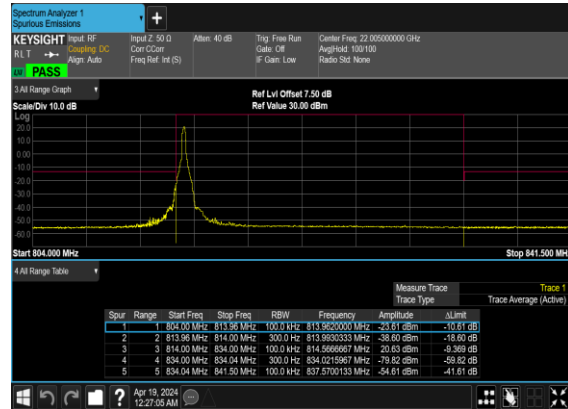 Spectrum Analyzer 1
Spurious Emissions
KEYSIGHT Input: RF Input Z: 50 Ω Atten: 40 dB Trig: Free Run Center Freq: 22.005000000 GHz
RLT Coupling: DC Corr CCorr Gate: Off Avg|Hold: 100/100
Align: Auto Freq Ref: Int (S) IF Gain: Low Radio Std: None
LW PASS
3 All Range Graph Ref Lvl Offset 7.50 dB
Scale/Div 10.0 dB Ref Value 30.00 dBm
Log
20.0
10.0
0.00
-10.0
-20.0
-30.0
-40.0
-50.0
-60.0
Start 804.000 MHz Stop 841.500 MH
4 All Range Table
Measure Trace Trace 1
Trace Type Trace Average (Active)
Spur Range Start Freq Stop Freq RBW Frequency Amplitude ΔLimit
1 1 804.00 MHz 813.96 MHz 100.0 kHz 813.9620000 MHz -23.61 dBm -10.61 dB
2 2 813.96 MHz 814.00 MHz 300.0 Hz 813.9930333 MHz -38.60 dBm -18.60 dB
3 3 814.00 MHz 834.00 MHz 100.0 kHz 814.5666667 MHz 20.63 dBm -9.369 dB
4 4 834.00 MHz 834.04 MHz 300.0 Hz 834.0215967 MHz -79.82 dBm -59.82 dB
5 5 834.04 MHz 841.50 MHz 100.0 kHz 837.5700133 MHz -54.61 dBm -41.61 dB
? Apr 19, 2024
12:27:05 AM